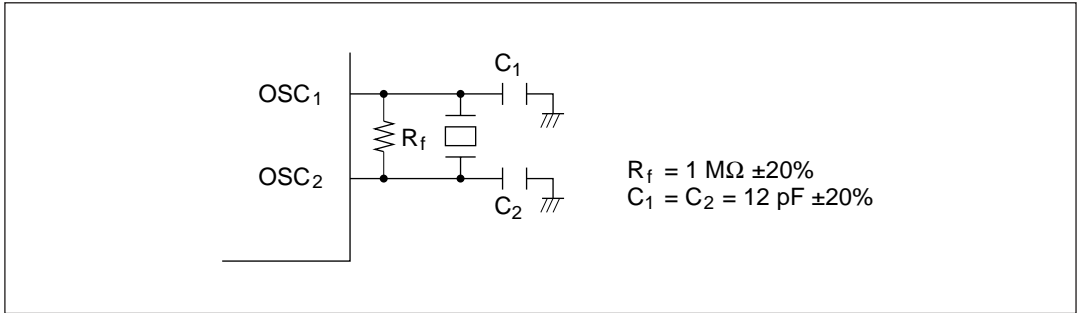 C1
OSC1
Rf
OSC2
C2
Rf = 1 MΩ ±20%
C1 = C2 = 12 pF ±20%